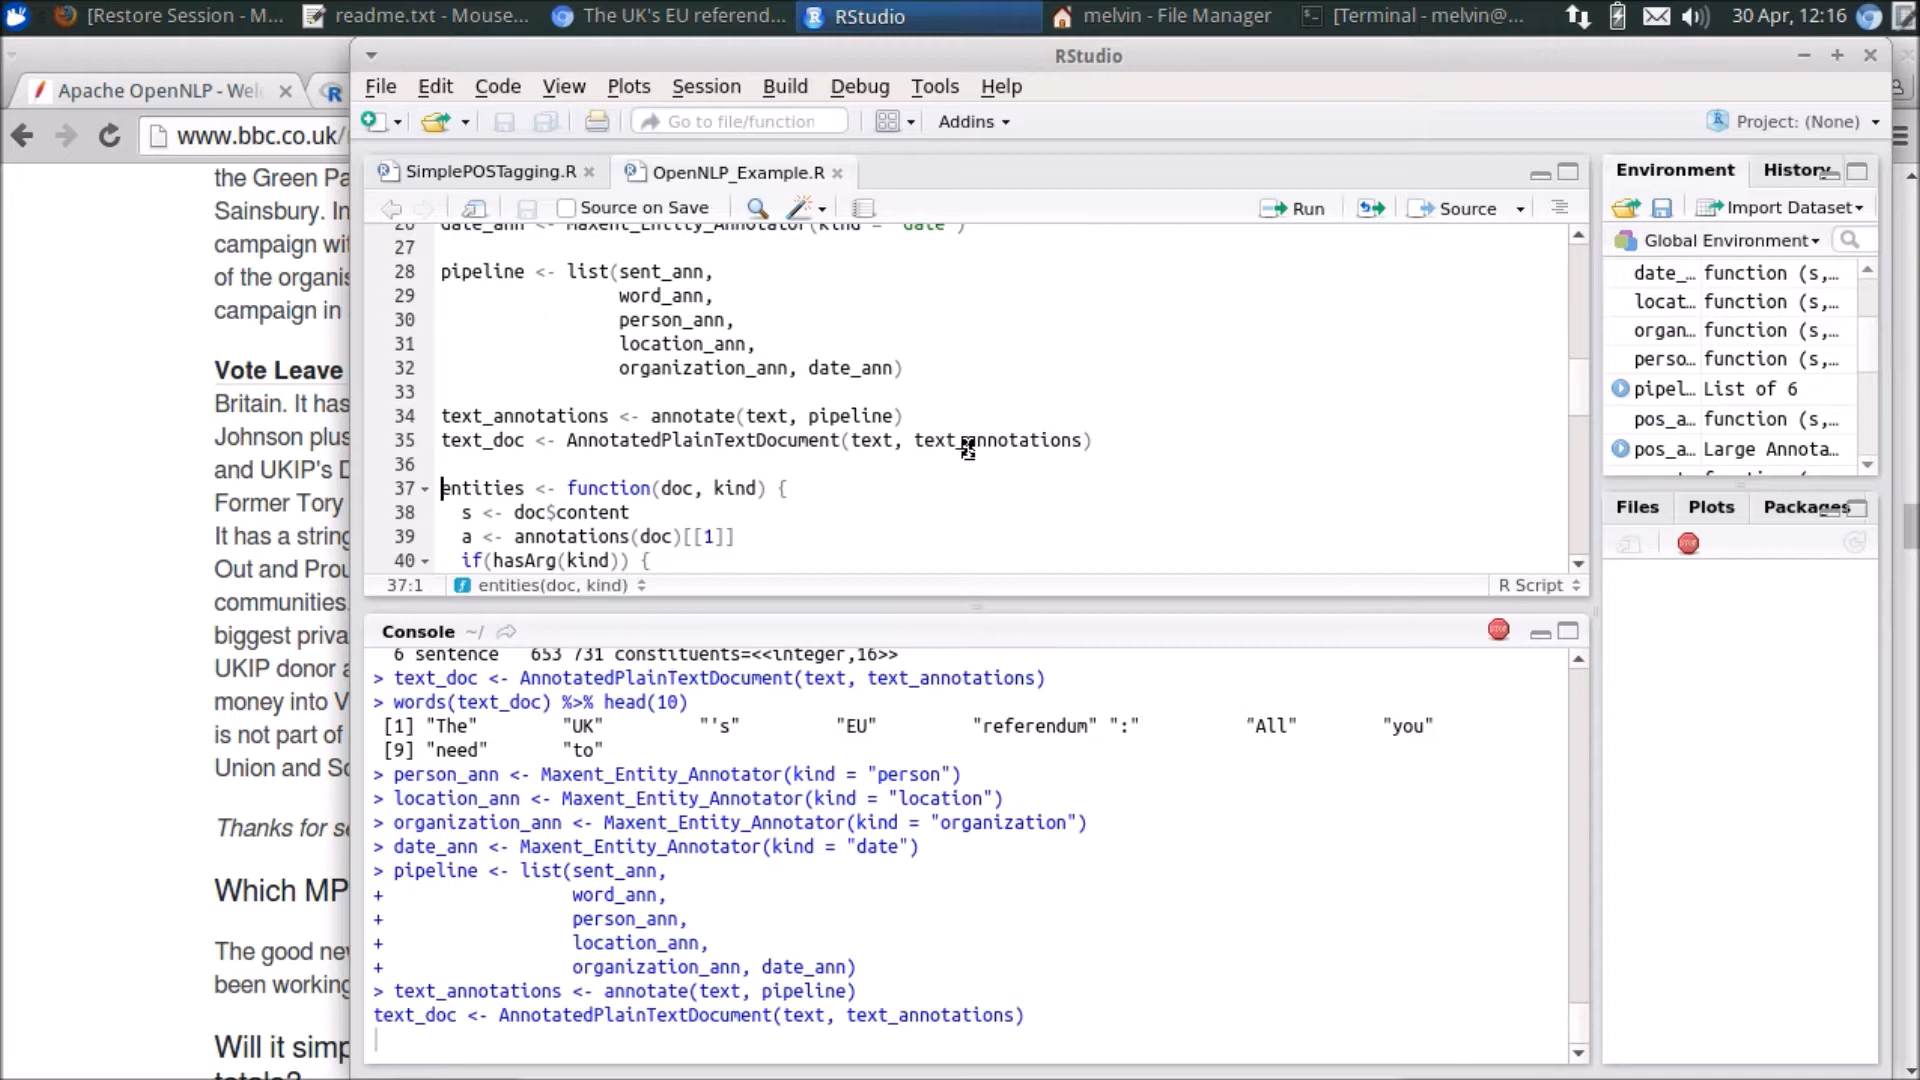 [Restore Session - M...
readme.txt - Mouse...
The UK's EU referend...
RStudio
melvin - File Manager
[Terminal - melvin@...
30 Apr, 12:16
RStudio
Apache OpenNLP - Wel
www.bbc.co.uk/
File Edit Code View Plots Session Build Debug Tools Help
Go to file/function
Addins
Project: (None)
SimplePOSTagging.R
OpenNLP_Example.R
Source on Save
Run
Source
26 date_ann <- Maxent_Entity_Annotator(kind = "date")
27
28 pipeline <- list(sent_ann,
29 word_ann,
30 person_ann,
31 location_ann,
32 organization_ann, date_ann)
33
34 text_annotations <- annotate(text, pipeline)
35 text_doc <- AnnotatedPlainTextDocument(text, text_annotations)
36
37 entities <- function(doc, kind) {
38 s <- doc$content
39 a <- annotations(doc)[[1]]
40 if(hasArg(kind)) {
37:1 entities(doc, kind) R Script
Console ~/
STOP
6 sentence 653 731 constituents=<<integer,16>>
> text_doc <- AnnotatedPlainTextDocument(text, text_annotations)
> words(text_doc) %>% head(10)
[1] "The" "UK" "'s" "EU" "referendum" ":" "All" "you"
[9] "need" "to"
> person_ann <- Maxent_Entity_Annotator(kind = "person")
> location_ann <- Maxent_Entity_Annotator(kind = "location")
> organization_ann <- Maxent_Entity_Annotator(kind = "organization")
> date_ann <- Maxent_Entity_Annotator(kind = "date")
> pipeline <- list(sent_ann,
+ word_ann,
+ person_ann,
+ location_ann,
+ organization_ann, date_ann)
> text_annotations <- annotate(text, pipeline)
text_doc <- AnnotatedPlainTextDocument(text, text_annotations)
Environment History
Import Dataset
Global Environment
date_… function (s,…
locat… function (s,…
organ… function (s,…
perso… function (s,…
pipel… List of 6
pos_a… function (s,…
pos_a… Large Annota…
Files Plots Packages
STOP
the Green Pa
Sainsbury. In
campaign wi
of the organis
campaign in
Vote Leave
Britain. It has
Johnson plus
and UKIP's D
Former Tory
It has a string
Out and Prou
communities.
biggest priva
UKIP donor a
money into V
is not part of
Union and So
Thanks for se
Which MP
The good nev
been working
Will it simp